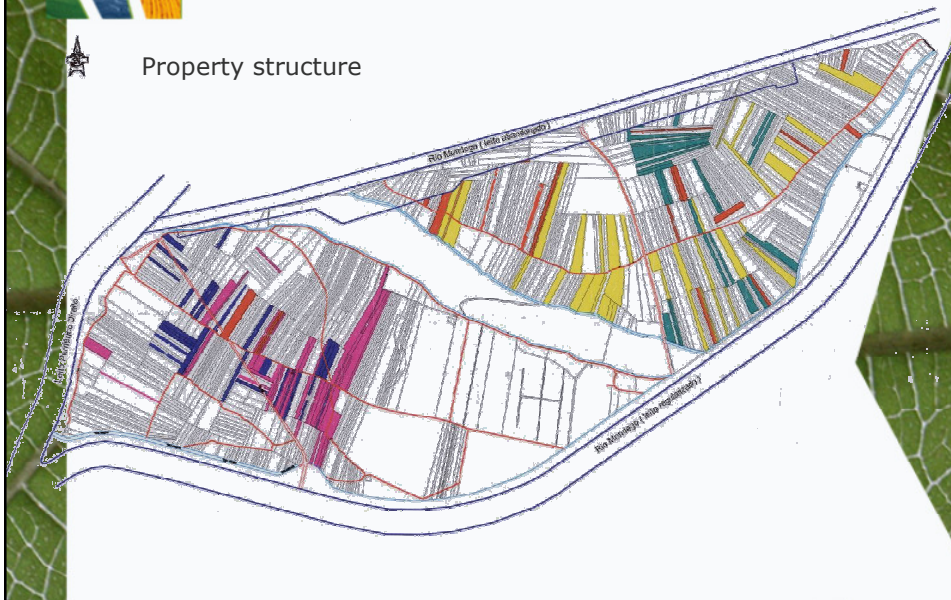 Property structure
Rio Mondego ( leito abandonado )
Rio Mondego ( leito regularizado )